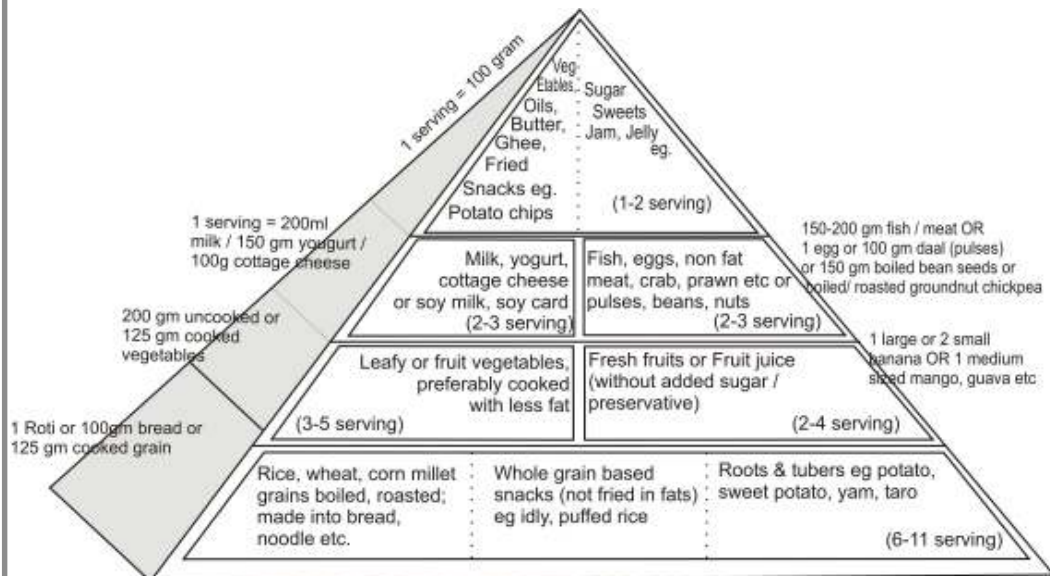 1 serving = 100 gram
Veg
Etables
Oils,
Butter,
Ghee,
Fried
Snacks eg.
Potato chips
Sugar
Sweets
Jam, Jelly
eg.
(1-2 serving)
1 serving = 200ml
milk / 150 gm yougurt /
100g cottage cheese
Milk, yogurt,
cottage cheese
or soy milk, soy card
(2-3 serving)
Fish, eggs, non fat
meat, crab, prawn etc or
pulses, beans, nuts
(2-3 serving)
150-200 gm fish / meat OR
1 egg or 100 gm daal (pulses)
or 150 gm boiled bean seeds or
boiled/ roasted groundnut chickpea
200 gm uncooked or
125 gm cooked
vegetables
Leafy or fruit vegetables,
preferably cooked
with less fat
(3-5 serving)
Fresh fruits or Fruit juice
(without added sugar /
preservative)
(2-4 serving)
1 large or 2 small
banana OR 1 medium
sized mango, guava etc
1 Roti or 100gm bread or
125 gm cooked grain
Rice, wheat, corn millet
grains boiled, roasted;
made into bread,
noodle etc.
Whole grain based
snacks (not fried in fats)
eg idly, puffed rice
Roots & tubers eg potato,
sweet potato, yam, taro
(6-11 serving)